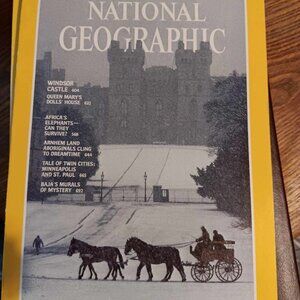 NATIONAL
GEOGRAPHIC
WINDSOR
CASTLE 604
QUEEN MARY'S
DOLLS' HOUSE 632
AFRICA'S
ELEPHANTS—
CAN THEY
SURVIVE? 568
ARNHEM LAND
ABORIGINALS CLING
TO DREAMTIME 644
TALE OF TWIN CITIES:
MINNEAPOLIS
AND ST. PAUL 665
BAJA'S MURALS
OF MYSTERY 692